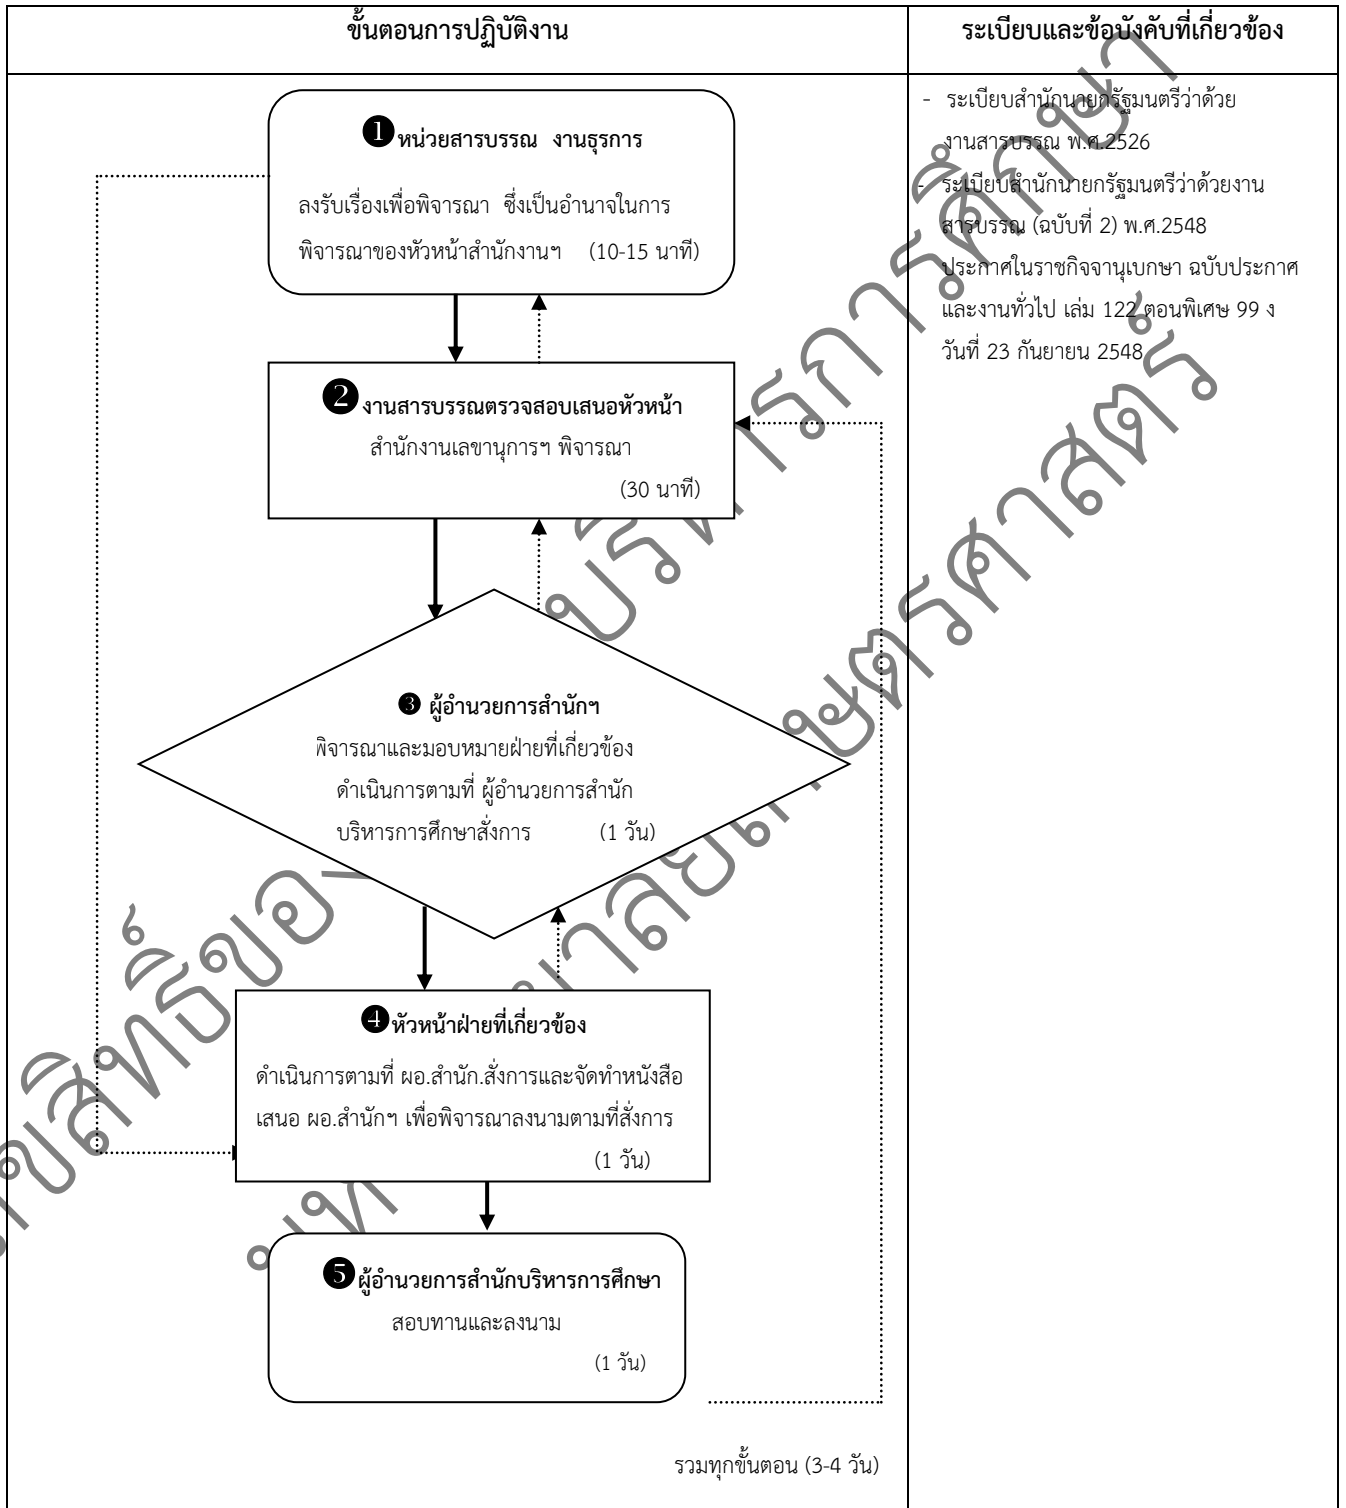 ขั้นตอนการปฏิบัติงาน
ระเบียบและข้อบังคับที่เกี่ยวข้อง
❶หน่วยสารบรรณ งานธุรการ
ลงรับเรื่องเพื่อพิจารณา ซึ่งเป็นอำนาจในการ
พิจารณาของหัวหน้าสำนักงานฯ (10-15 นาที)
❷งานสารบรรณตรวจสอบเสนอหัวหน้า
สำนักงานเลขานุการฯ พิจารณา
(30 นาที)
❸ ผู้อำนวยการสำนักฯ
พิจารณาและมอบหมายฝ่ายที่เกี่ยวข้อง
ดำเนินการตามที่ ผู้อำนวยการสำนัก
บริหารการศึกษาสั่งการ (1 วัน)
❹หัวหน้าฝ่ายที่เกี่ยวข้อง
ดำเนินการตามที่ ผอ.สำนัก.สั่งการและจัดทำหนังสือ
เสนอ ผอ.สำนักฯ เพื่อพิจารณาลงนามตามที่สั่งการ
(1 วัน)
❺ผู้อำนวยการสำนักบริหารการศึกษา
สอบทานและลงนาม
(1 วัน)
รวมทุกขั้นตอน (3-4 วัน)
- ระเบียบสำนักนายกรัฐมนตรีว่าด้วย
งานสารบรรณ พ.ศ.2526
- ระเบียบสำนักนายกรัฐมนตรีว่าด้วยงาน
สารบรรณ (ฉบับที่ 2) พ.ศ.2548
ประกาศในราชกิจจานุเบกษา ฉบับประกาศ
และงานทั่วไป เล่ม 122 ตอนพิเศษ 99 ง
วันที่ 23 กันยายน 2548